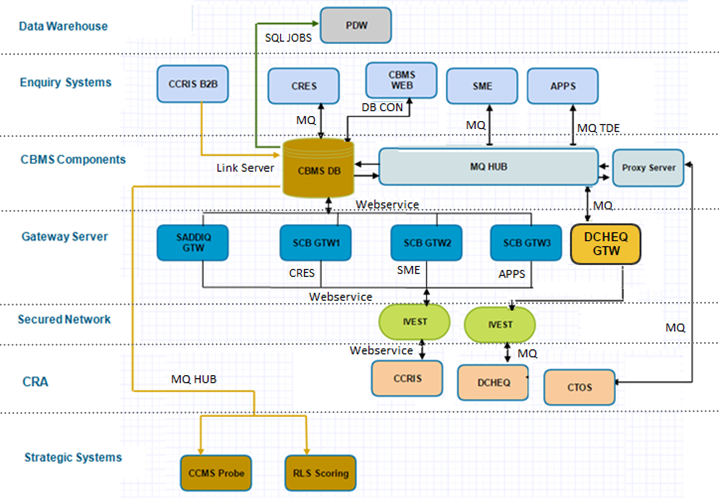 Data Warehouse
PDW
SQL JOBS
Enquiry Systems
CCRIS B2B
CRES
CBMS
WEB
SME
APPS
DB CON
MQ
MQ
MQ TDE
CBMS Components
Link Server
CBMS DB
MQ HUB
Proxy Server
Webservice
MQ
Gateway Server
SADDIQ
GTW
SCB GTW1
SCB GTW2
SCB GTW3
DCHEQ
GTW
CRES
SME
APPS
Webservice
Secured Network
IVEST
IVEST
MQ
Webservice
MQ
CRA
MQ HUB
CCRIS
DCHEQ
CTOS
Strategic Systems
CCMS Probe
RLS Scoring